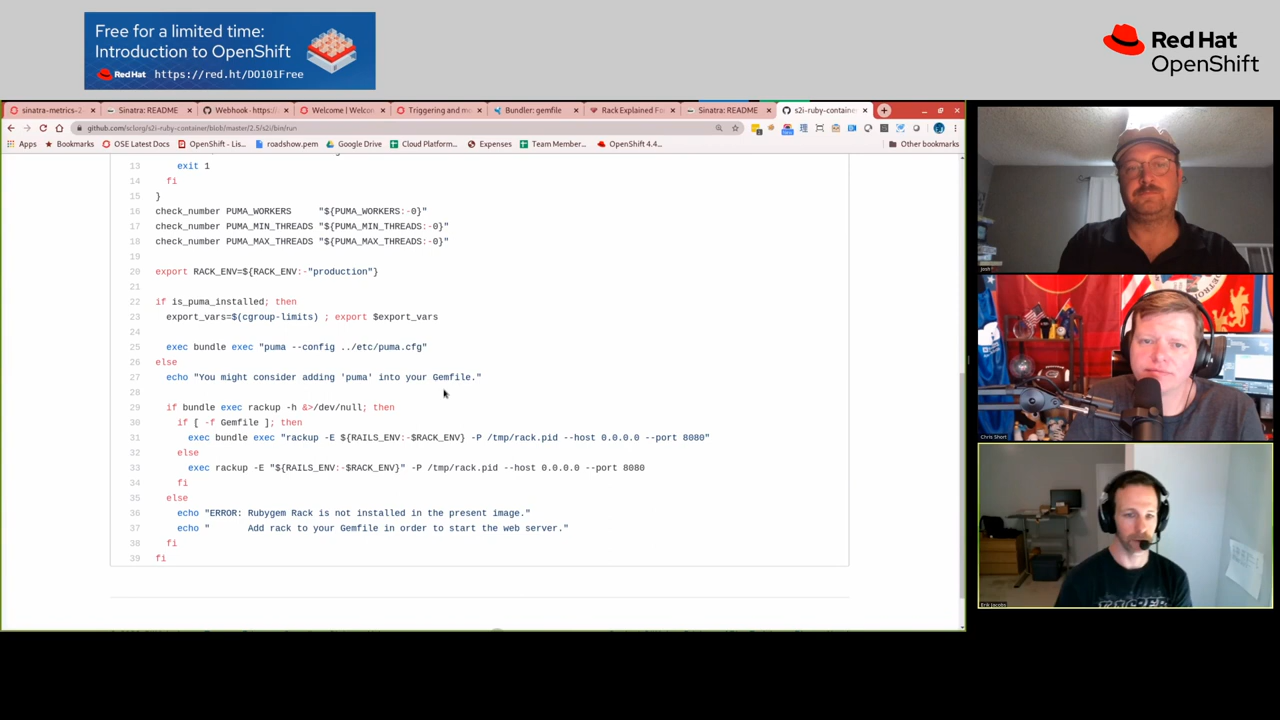 Free for a limited time:
Introduction to OpenShift
Red Hat https://red.ht/DO101Free
Red Hat
OpenShift
sinatra-metrics-2
Sinatra: README
Webhook - https:/
Welcome | Welco
Triggering and m
Bundler: gemfile
Rack Explained Fo
Sinatra: README
s2i-ruby-containe
github.com/sclorg/s2i-ruby-container/blob/master/2.5/s2i/bin/run
Apps
Bookmarks
OSE Latest Docs
OpenShift - Lis...
roadshow.pem
Google Drive
Cloud Platform...
Expenses
Team Member...
OpenShift 4.4...
Other bookmarks
13 exit 1
14 fi
15 }
16 check_number PUMA_WORKERS "${PUMA_WORKERS:-0}"
17 check_number PUMA_MIN_THREADS "${PUMA_MIN_THREADS:-0}"
18 check_number PUMA_MAX_THREADS "${PUMA_MAX_THREADS:-0}"
19
20 export RACK_ENV=${RACK_ENV:-"production"}
21
22 if is_puma_installed; then
23 export_vars=$(cgroup-limits) ; export $export_vars
24
25 exec bundle exec "puma --config ../etc/puma.cfg"
26 else
27 echo "You might consider adding 'puma' into your Gemfile."
28
29 if bundle exec rackup -h &>/dev/null; then
30 if [ -f Gemfile ]; then
31 exec bundle exec "rackup -E ${RAILS_ENV:-$RACK_ENV} -P /tmp/rack.pid --host 0.0.0.0 --port 8080"
32 else
33 exec rackup -E "${RAILS_ENV:-$RACK_ENV}" -P /tmp/rack.pid --host 0.0.0.0 --port 8080
34 fi
35 else
36 echo "ERROR: Rubygem Rack is not installed in the present image."
37 echo " Add rack to your Gemfile in order to start the web server."
38 fi
39 fi
Chris Short
Erik Jacobs